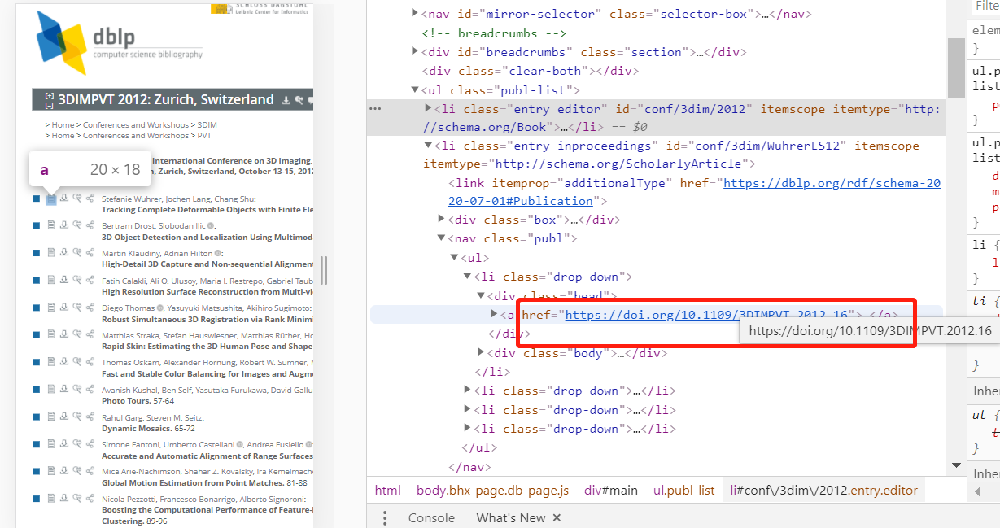 SCHLOSS DAGSTUHL
Leibniz Center for Informatics
dblp
computer science bibliography
[+]
[–]
3DIMPVT 2012: Zurich, Switzerland
> Home > Conferences and Workshops > 3DIM
> Home > Conferences and Workshops > PVT
International Conference on 3D Imaging,
Zurich, Switzerland, October 13-15, 2012
a 20 × 18
Stefanie Wuhrer, Jochen Lang, Chang Shu:
Tracking Complete Deformable Objects with Finite Ele
Bertram Drost, Slobodan Ilic:
3D Object Detection and Localization Using Multimod
Martin Klaudiny, Adrian Hilton:
High-Detail 3D Capture and Non-sequential Alignment
Fatih Calakli, Ali O. Ulusoy, Maria I. Restrepo, Gabriel Taub
High Resolution Surface Reconstruction from Multi-vi
Diego Thomas, Yasuyuki Matsushita, Akihiro Sugimoto:
Robust Simultaneous 3D Registration via Rank Minim
Matthias Straka, Stefan Hauswiesner, Matthias Rüther, Ho
Rapid Skin: Estimating the 3D Human Pose and Shape
Thomas Oskam, Alexander Hornung, Robert W. Sumner, M
Fast and Stable Color Balancing for Images and Augme
Avanish Kushal, Ben Self, Yasutaka Furukawa, David Gallu
Photo Tours. 57-64
Rahul Garg, Steven M. Seitz:
Dynamic Mosaics. 65-72
Simone Fantoni, Umberto Castellani, Andrea Fusiello:
Accurate and Automatic Alignment of Range Surfaces
Mica Arie-Nachimson, Shahar Z. Kovalsky, Ira Kemelmache
Global Motion Estimation from Point Matches. 81-88
Nicola Pezzotti, Francesco Bonarrigo, Alberto Signoroni:
Boosting the Computational Performance of Feature-
Clustering. 89-96
<nav id="mirror-selector" class="selector-box">…</nav>
<!-- breadcrumbs -->
<div id="breadcrumbs" class="section">…</div>
<div class="clear-both"></div>
<ul class="publ-list">
<li class="entry editor" id="conf/3dim/2012" itemscope itemtype="http:
//schema.org/Book">…</li> == $0
<li class="entry inproceedings" id="conf/3dim/WuhrerLS12" itemscope
itemtype="http://schema.org/ScholarlyArticle">
<link itemprop="additionalType" href="https://dblp.org/rdf/schema-20
20-07-01#Publication">
<div class="box">…</div>
<nav class="publ">
<ul>
<li class="drop-down">
<div class="head">
<a href="https://doi.org/10.1109/3DIMPVT.2012.16">…</a>
https://doi.org/10.1109/3DIMPVT.2012.16
</div>
<div class="body">…</div>
</li>
<li class="drop-down">…</li>
<li class="drop-down">…</li>
<li class="drop-down">…</li>
</ul>
</nav>
html body.bhx-page.db-page.js div#main ul.publ-list li#conf\/3dim\/2012.entry.editor
Console What's New ×
Filte
elem
}
ul.p
list
p
}
ul.p
list
d
m
p
}
li {
l
}
li {
}
Inhe
ul {
t
}
Inhe